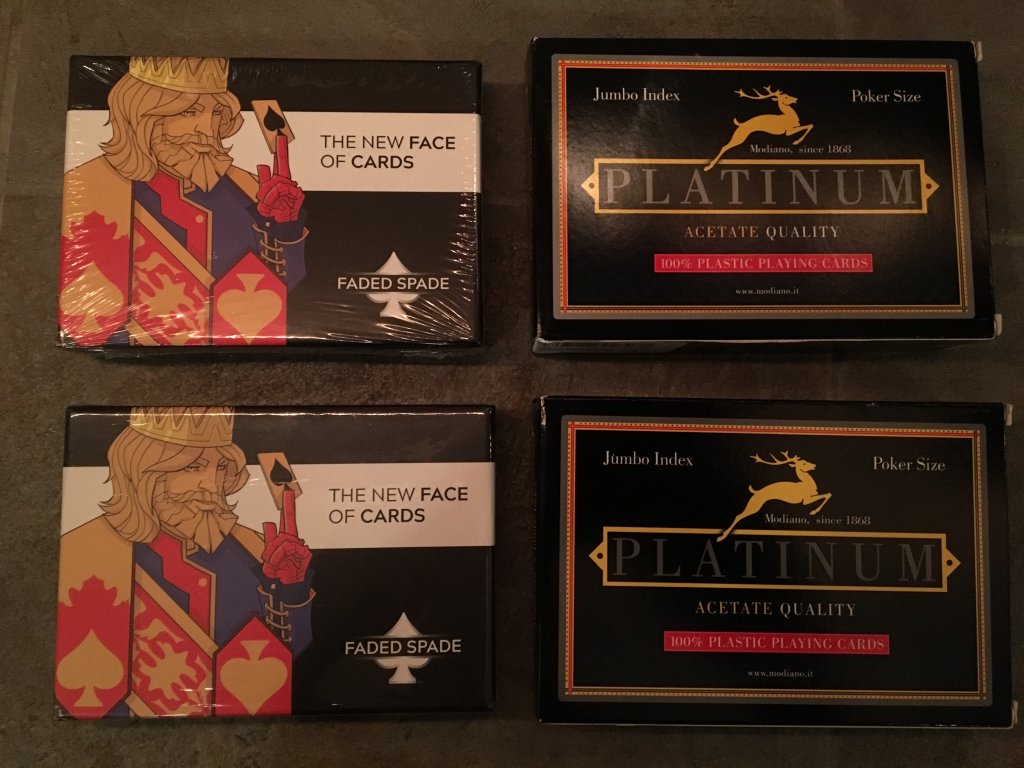 THE NEW FACE
OF CARDS
FADED SPADE
Jumbo Index
Poker Size
Modiano, since 1868
PLATINUM
ACETATE QUALITY
100% PLASTIC PLAYING CARDS
www.modiano.it
THE NEW FACE
OF CARDS
FADED SPADE
Jumbo Index
Poker Size
Modiano, since 1868
PLATINUM
ACETATE QUALITY
100% PLASTIC PLAYING CARDS
www.modiano.it